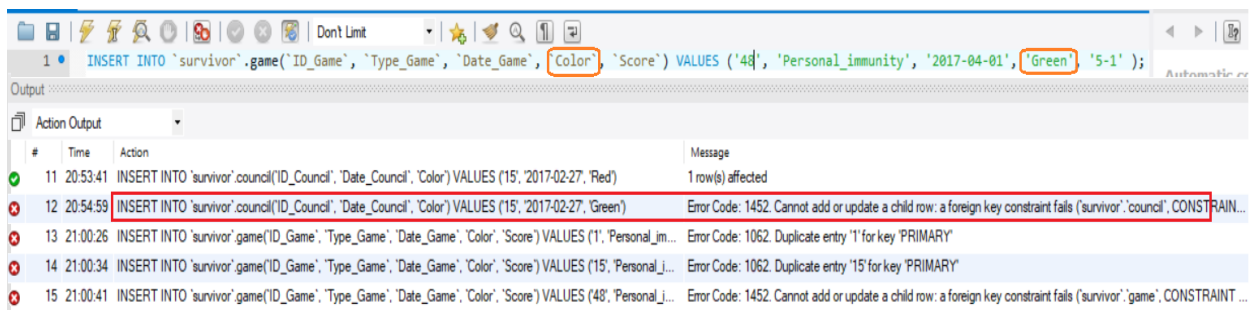 Don't Limit
1 INSERT INTO `survivor`.game(`ID_Game`, `Type_Game`, `Date_Game`, `Color`, `Score`) VALUES ('48', 'Personal_immunity', '2017-04-01', 'Green', '5-1' );
Output
Action Output
# Time Action Message
11 20:53:41 INSERT INTO `survivor`.council(`ID_Council`, `Date_Council`, `Color`) VALUES ('15', '2017-02-27', 'Red') 1 row(s) affected
12 20:54:59 INSERT INTO `survivor`.council(`ID_Council`, `Date_Council`, `Color`) VALUES ('15', '2017-02-27', 'Green') Error Code: 1452. Cannot add or update a child row: a foreign key constraint fails (`survivor`.`council`, CONSTRAIN...
13 21:00:26 INSERT INTO `survivor`.game(`ID_Game`, `Type_Game`, `Date_Game`, `Color`, `Score`) VALUES ('1', 'Personal_im... Error Code: 1062. Duplicate entry '1' for key 'PRIMARY'
14 21:00:34 INSERT INTO `survivor`.game(`ID_Game`, `Type_Game`, `Date_Game`, `Color`, `Score`) VALUES ('15', 'Personal_i... Error Code: 1062. Duplicate entry '15' for key 'PRIMARY'
15 21:00:41 INSERT INTO `survivor`.game(`ID_Game`, `Type_Game`, `Date_Game`, `Color`, `Score`) VALUES ('48', 'Personal_i... Error Code: 1452. Cannot add or update a child row: a foreign key constraint fails (`survivor`.`game`, CONSTRAINT ...